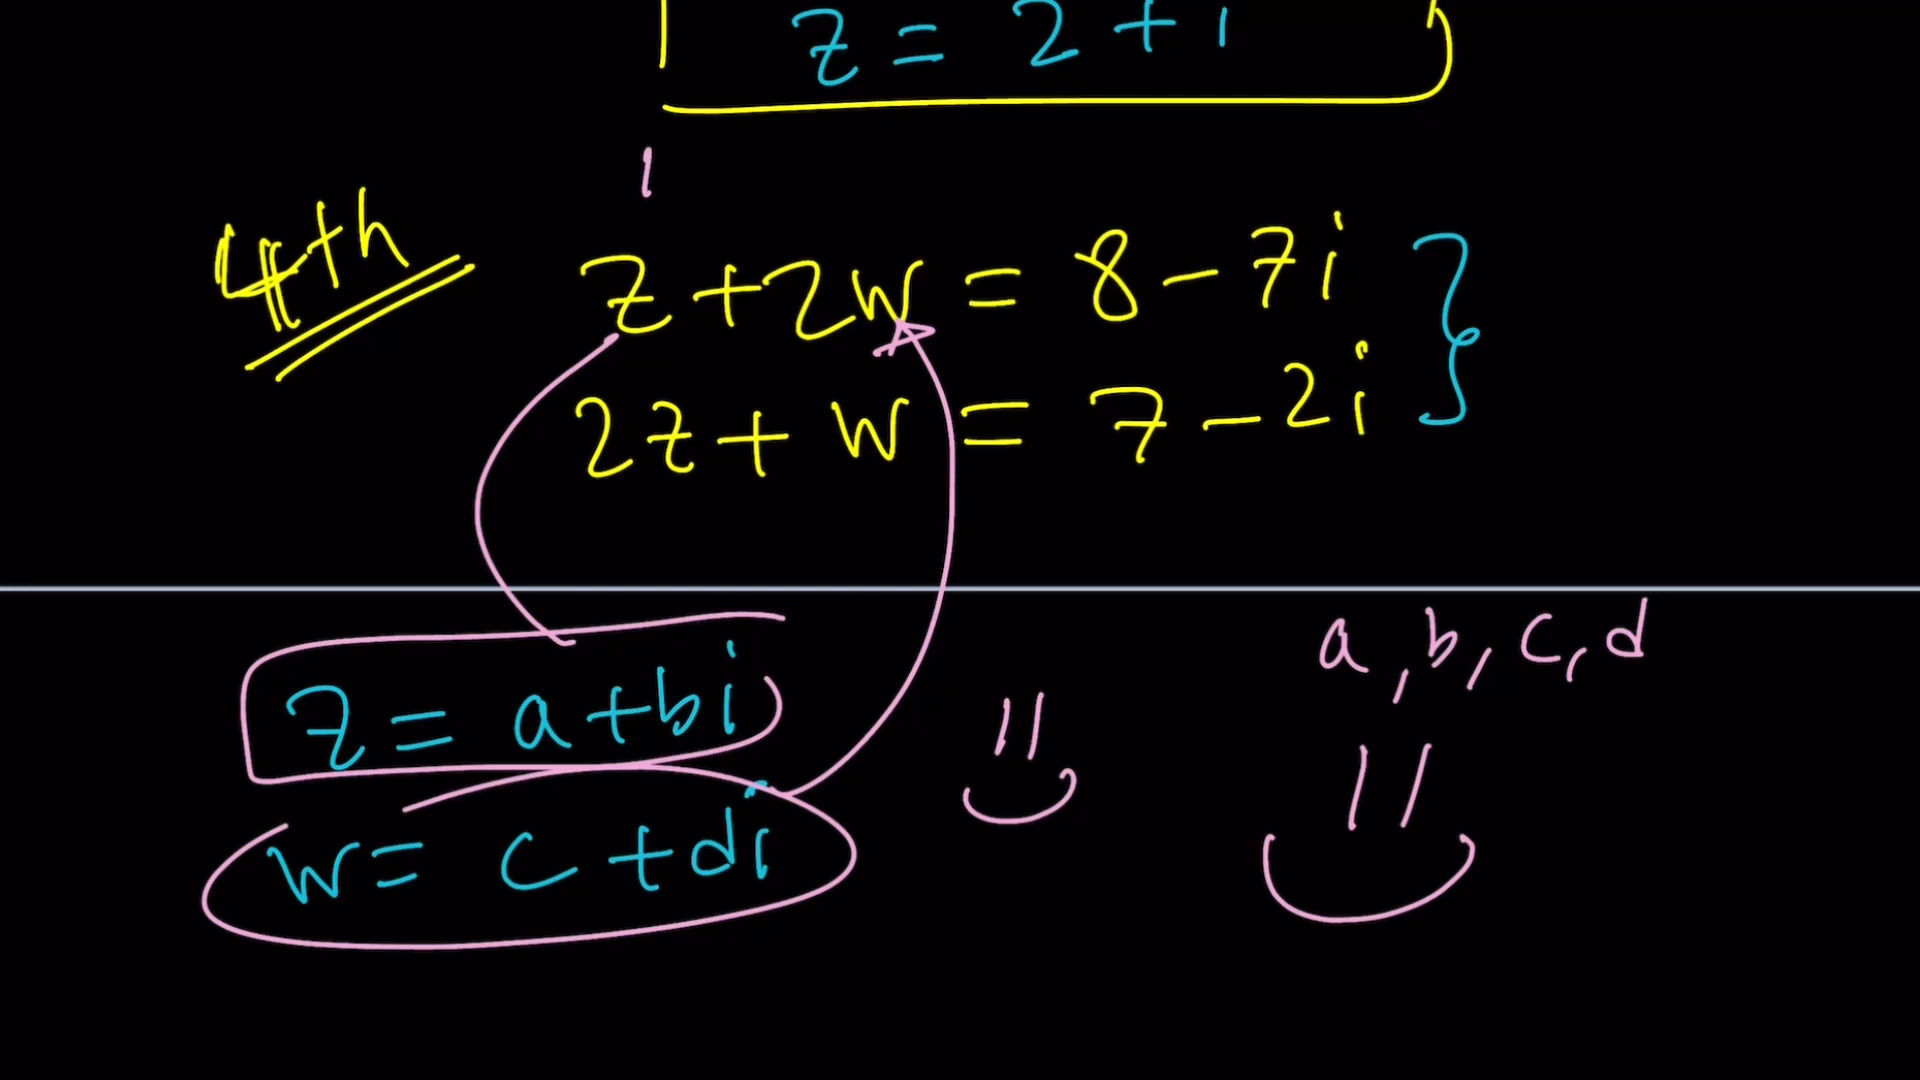 z = 2 + i
4th
z + 2w = 8 - 7i
2z + w = 7 - 2i
z = a + bi
a, b, c, d
w = c + di